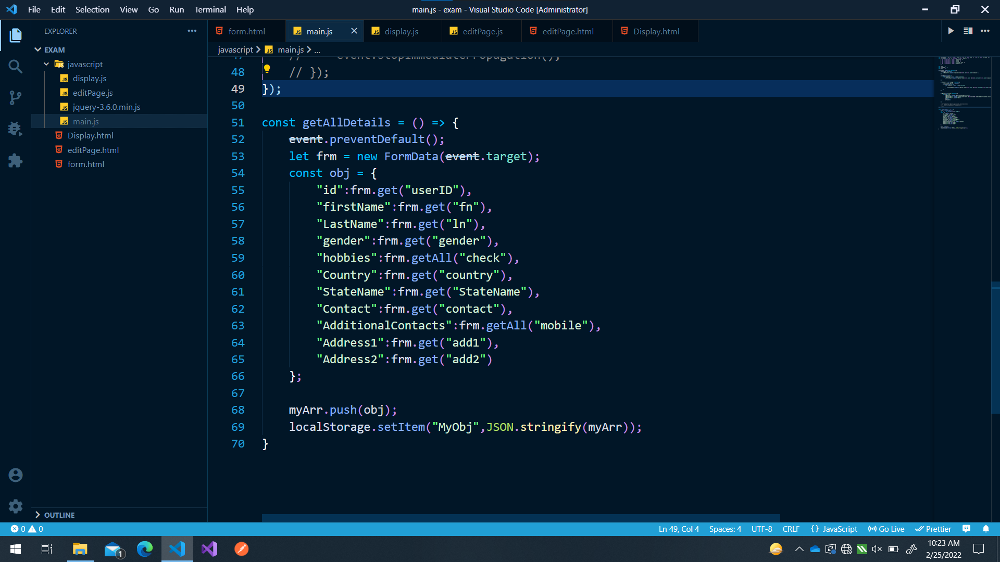 File Edit Selection View Go Run Terminal Help
main.js - exam - Visual Studio Code [Administrator]
EXPLORER
EXAM
javascript
display.js
editPage.js
jquery-3.6.0.min.js
main.js
Display.html
editPage.html
form.html
OUTLINE
form.html main.js display.js editPage.js editPage.html Display.html
javascript > main.js > ...
47 // event.stopImmediatePropagation();
48 // });
49 });
50
51 const getAllDetails = () => {
52 event.preventDefault();
53 let frm = new FormData(event.target);
54 const obj = {
55 "id":frm.get("userID"),
56 "firstName":frm.get("fn"),
57 "LastName":frm.get("ln"),
58 "gender":frm.get("gender"),
59 "hobbies":frm.getAll("check"),
60 "Country":frm.get("country"),
61 "StateName":frm.get("StateName"),
62 "Contact":frm.get("contact"),
63 "AdditionalContacts":frm.getAll("mobile"),
64 "Address1":frm.get("add1"),
65 "Address2":frm.get("add2")
66 };
67
68 myArr.push(obj);
69 localStorage.setItem("MyObj",JSON.stringify(myArr));
70 }
0 0 Ln 49, Col 4 Spaces: 4 UTF-8 CRLF {} JavaScript Go Live Prettier
1
10:23 AM
2/25/2022